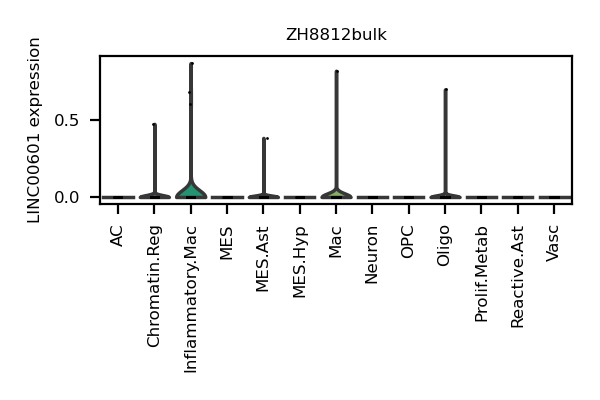 ZH8812bulk
LINC00601 expression
0.5
0.0
AC
Chromatin.Reg
Inflammatory.Mac
MES
MES.Ast
MES.Hyp
Mac
Neuron
OPC
Oligo
Prolif.Metab
Reactive.Ast
Vasc